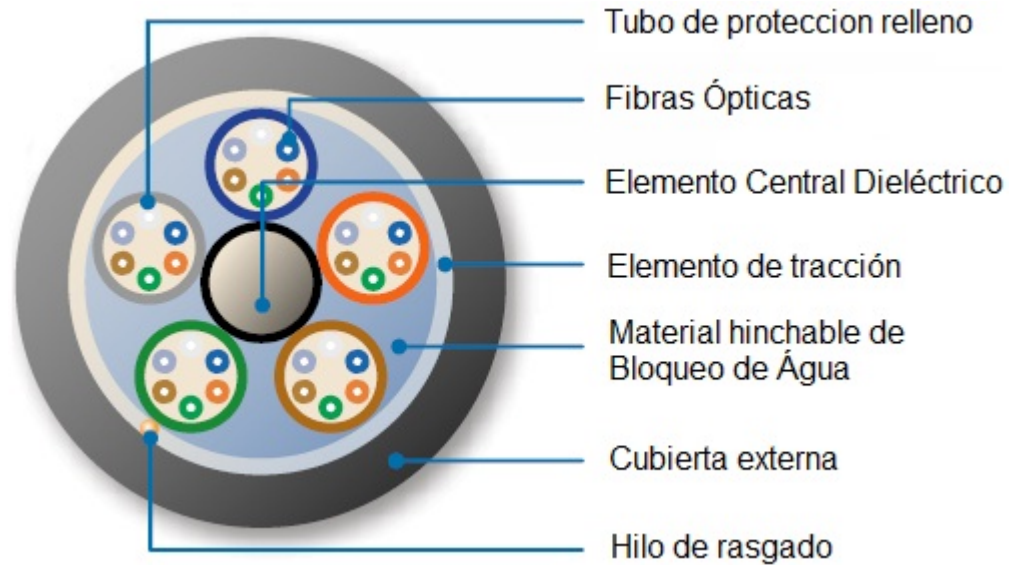 Tubo de proteccion relleno
Fibras Ópticas
Elemento Central Dieléctrico
Elemento de tracción
Material hinchable de
Bloqueo de Água
Cubierta externa
Hilo de rasgado